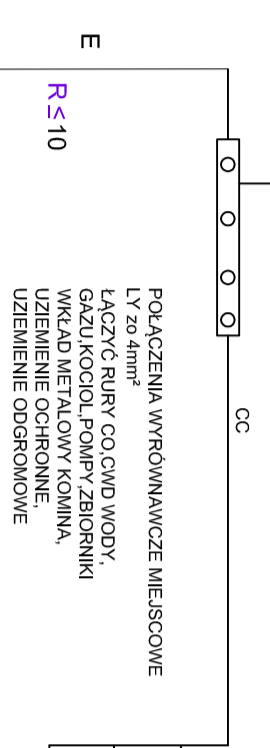 E
R≤10
CC
POŁĄCZENIA WYRÓWNAWCZE MIEJSCOWE
LY zo 4mm²
ŁĄCZYĆ RURY CO,CWD WODY,
GAZU,KOCIOL,POMPY,ZBIORNIKI
WKŁAD METALOWY KOMINA,
UZIEMIENIE OCHRONNE,
UZIEMIENIE ODGROMOWE